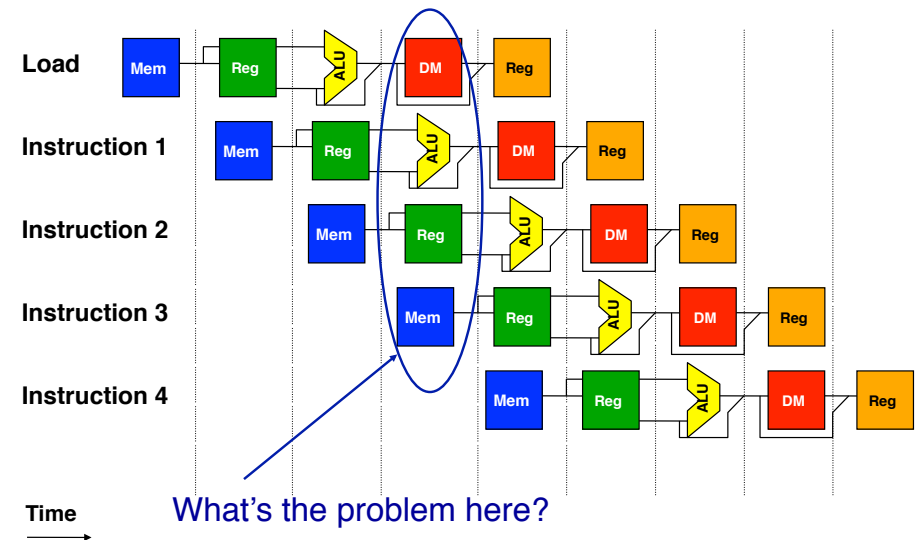 Load Mem Reg ALU DM Reg
Instruction 1 Mem Reg ALU DM Reg
Instruction 2 Mem Reg ALU DM Reg
Instruction 3 Mem Reg ALU DM Reg
Instruction 4 Mem Reg ALU DM Reg
Time What's the problem here?